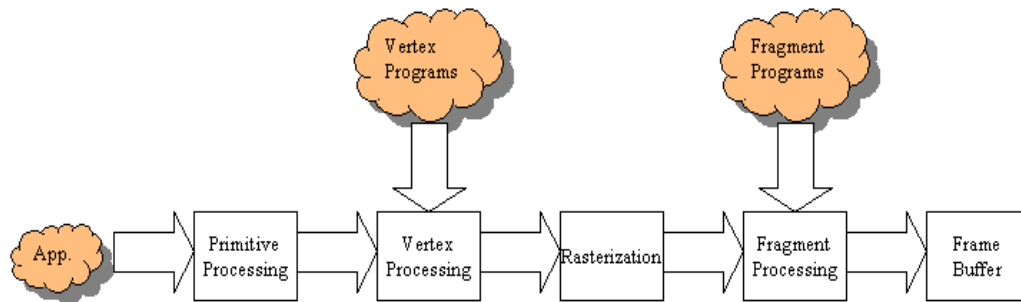 Vertex
Programs
Fragment
Programs
App.
Primitive
Processing
Vertex
Processing
Rasterization
Fragment
Processing
Frame
Buffer